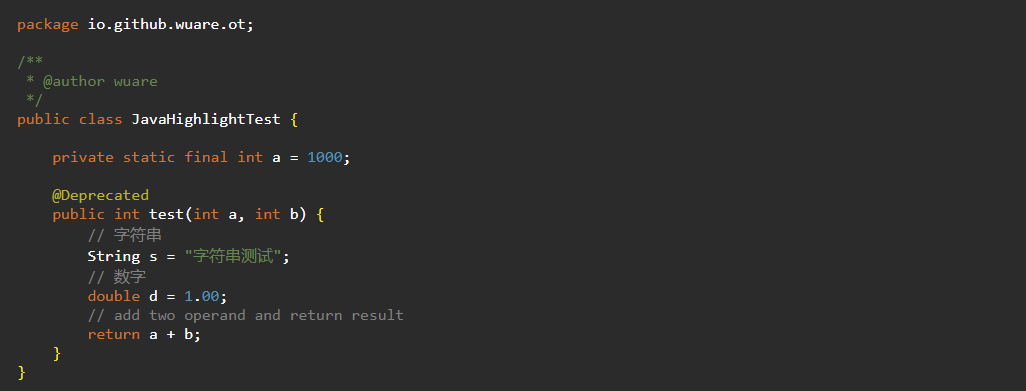 package io.github.wuare.ot;
/**
 * @author wuare
 */
public class JavaHighlightTest {
    private static final int a = 1000;
    @Deprecated
    public int test(int a, int b) {
        // 字符串
        String s = "字符串测试";
        // 数字
        double d = 1.00;
        // add two operand and return result
        return a + b;
    }
}